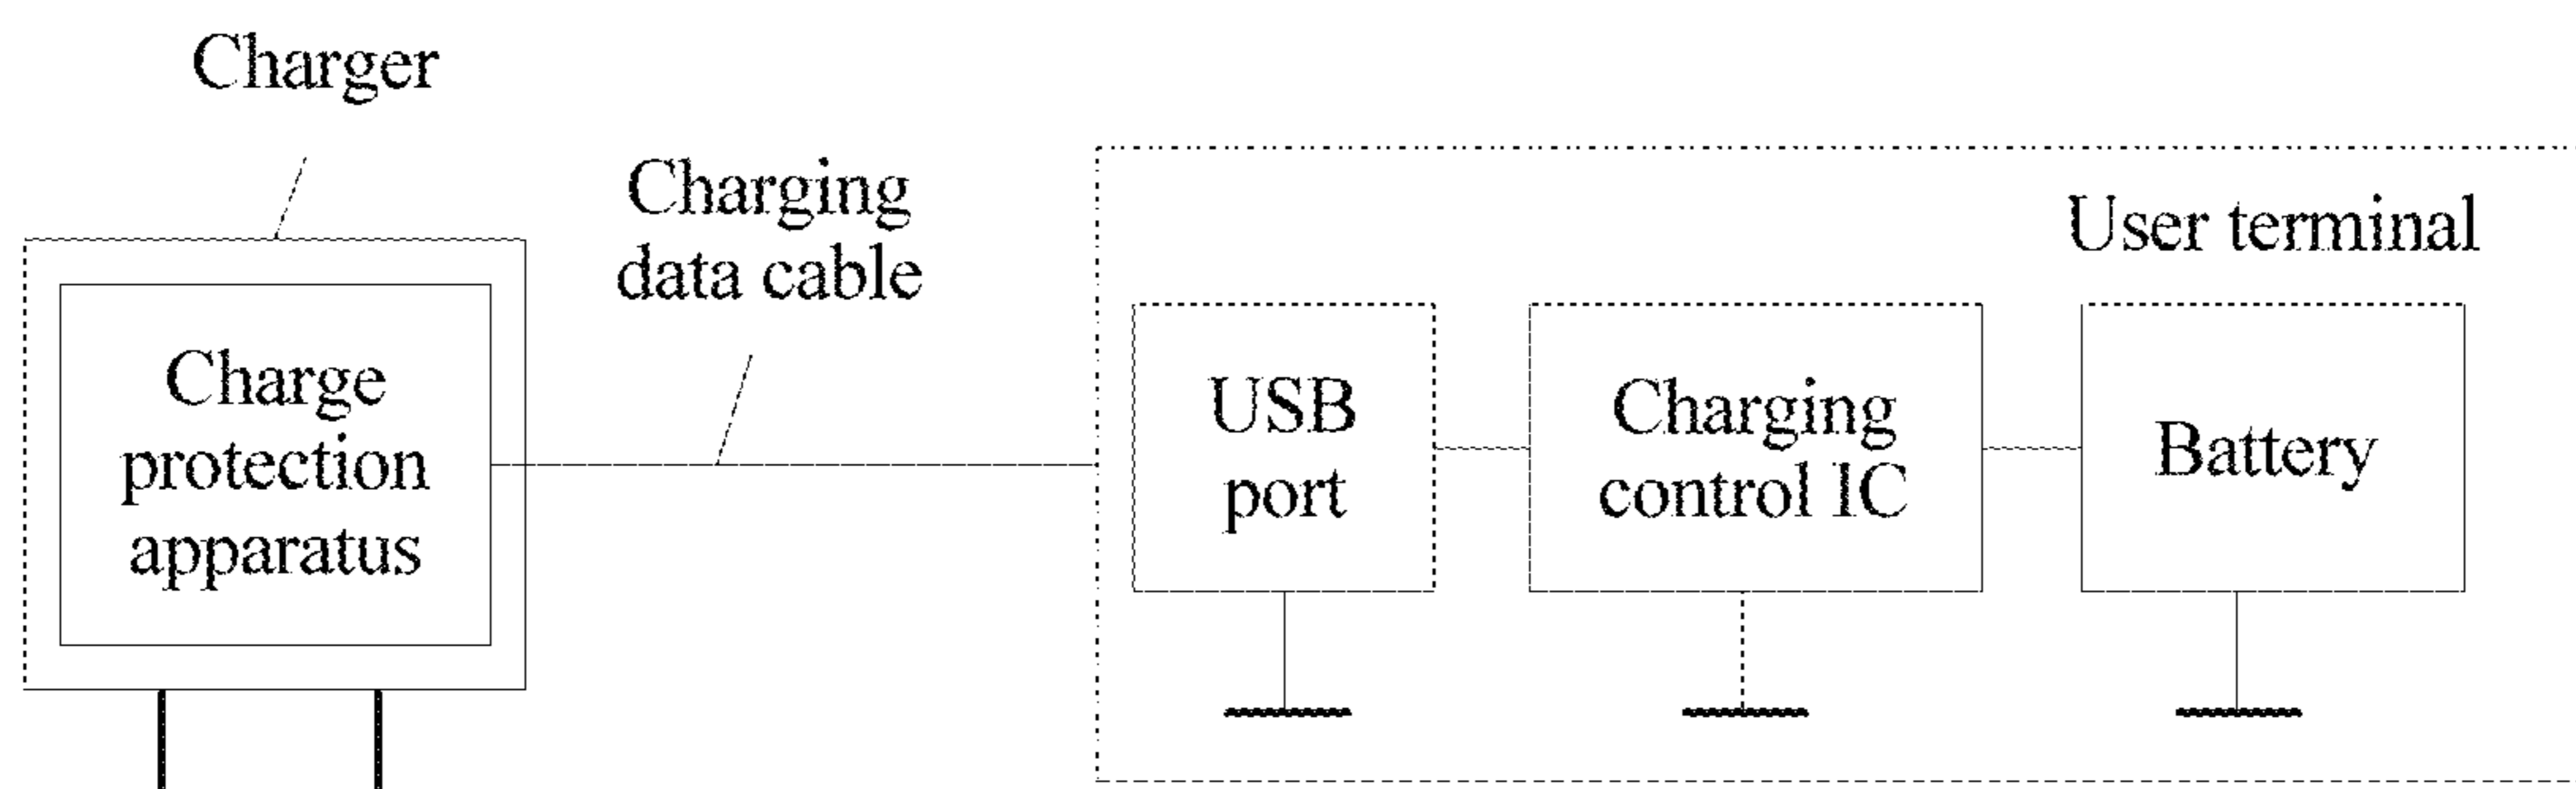 Charger
Charging
data cable
User terminal
Charge
protection
apparatus
USB
port
Charging
control IC
Battery